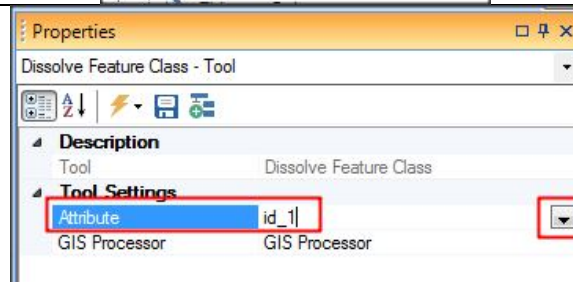 Properties
Dissolve Feature Class - Tool
Description
Tool Dissolve Feature Class
Tool Settings
Attribute id_1
GIS Processor GIS Processor